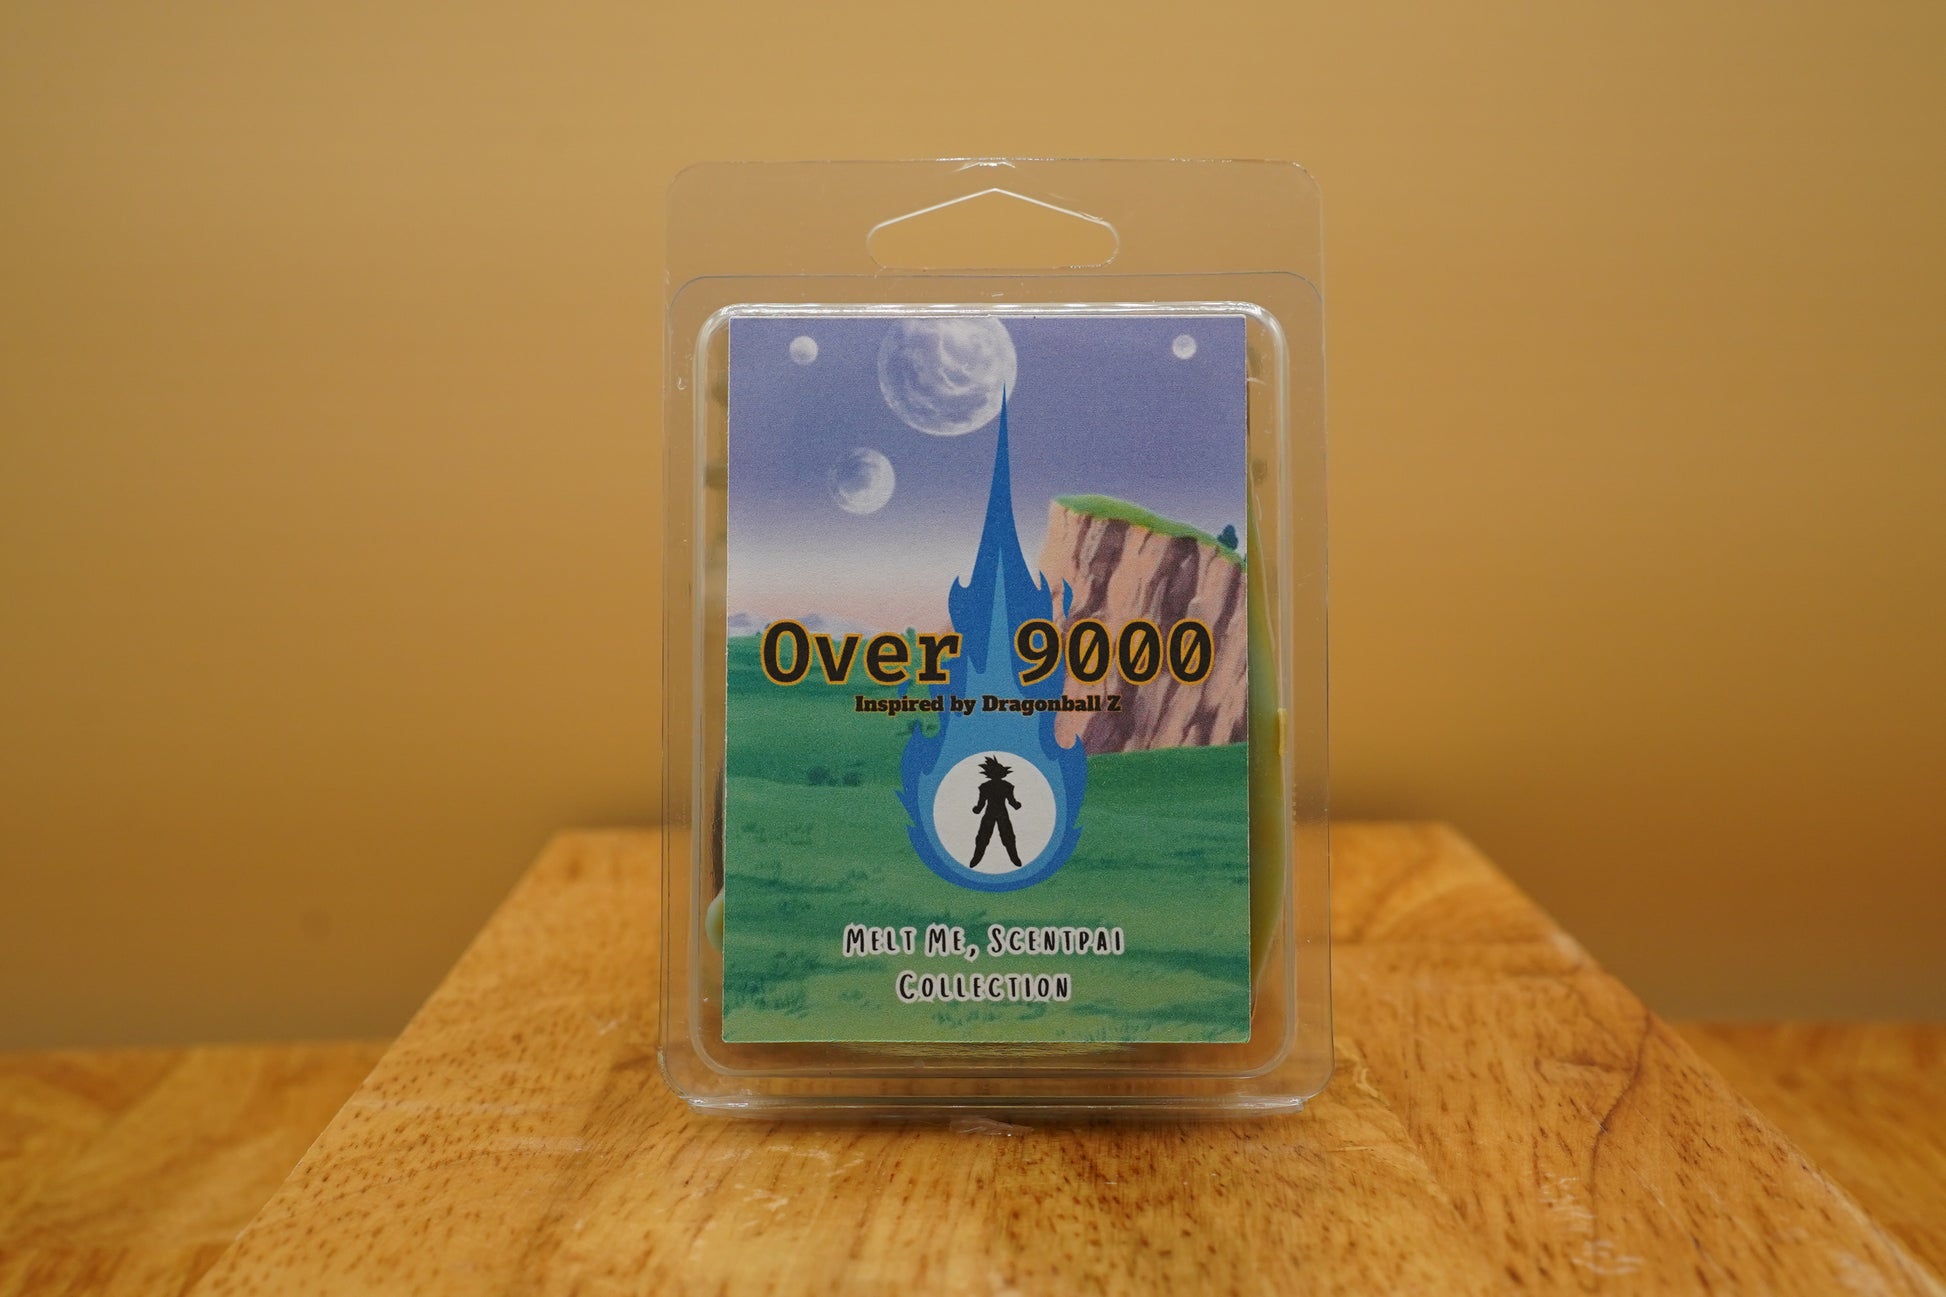 Over 9000
Inspired by Dragonball Z
Melt Me, Scentpai
Collection